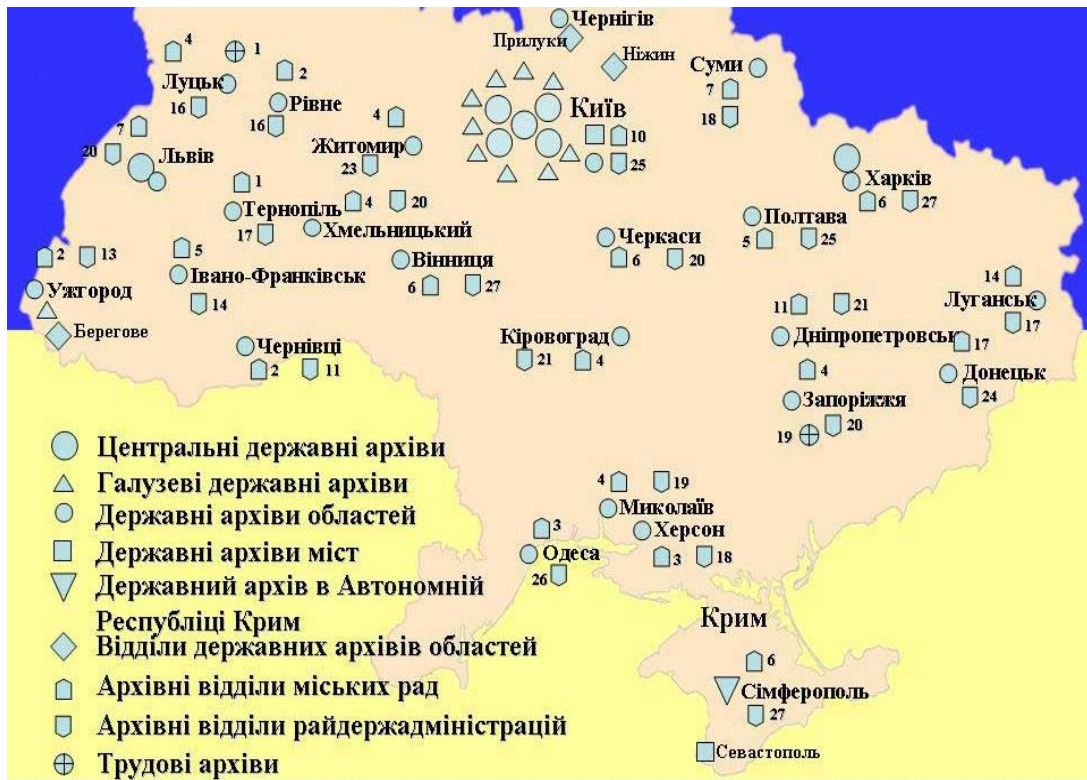 Чернігів
Прилуки
Ніжин
4
1
Луцьк
16
2
Рівне
16
Суми
7
18
Київ
10
25
4
Житомир
23
7
20
Львів
1
Тернопіль
17
4
20
Хмельницький
Харків
6
27
Полтава
5
25
Черкаси
6
20
2
13
Ужгород
Берегове
5
Івано-Франківськ
14
Вінниця
6
27
14
Луганськ
17
11
21
Дніпропетровськ
17
Донецьк
24
Кіровоград
21
4
Чернівці
2
11
4
Запоріжжя
19
20
4
19
Миколаїв
Херсон
3
18
3
Одеса
26
Крим
6
Сімферополь
27
Севастополь
Центральні державні архіви
Галузеві державні архіви
Державні архіви областей
Державні архіви міст
Державний архів в Автономній
Республіці Крим
Відділи державних архівів областей
Архівні відділи міських рад
Архівні відділи райдержадміністрацій
Трудові архіви